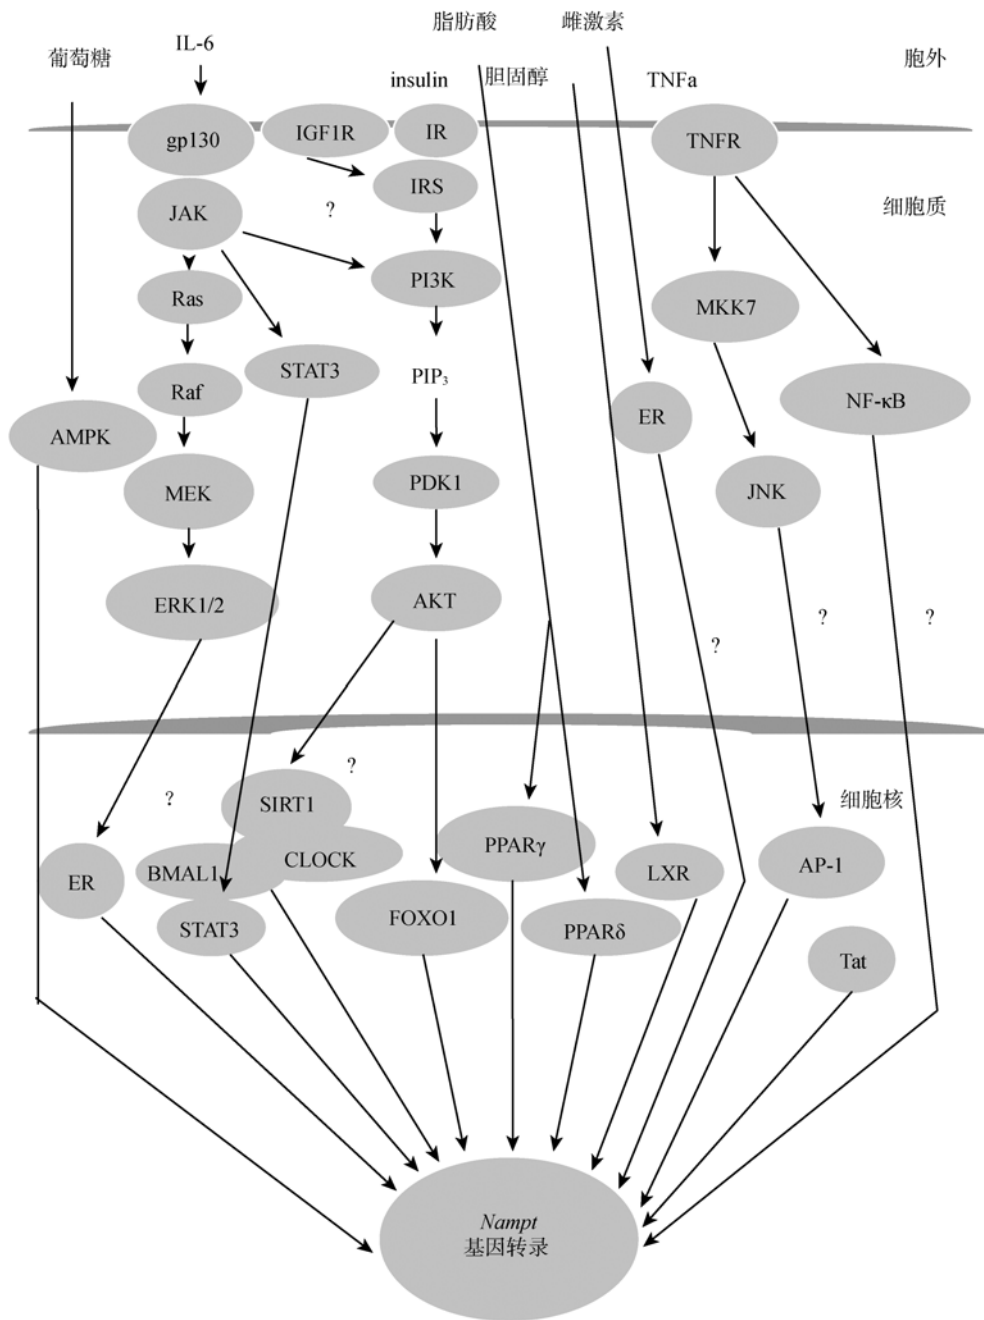 脂肪酸
雌激素
葡萄糖
IL-6
胞外
insulin
胆固醇
TNFa
gp130
IGF1R
IR
TNFR
IRS
JAK
?
细胞质
PI3K
Ras
MKK7
STAT3
PIP₃
Raf
NF-κB
AMPK
ER
MEK
PDK1
JNK
ERK1/2
AKT
?
?
?
?
?
SIRT1
细胞核
PPARγ
CLOCK
AP-1
BMAL1
LXR
ER
FOXO1
STAT3
PPARδ
Tat
Nampt
基因转录